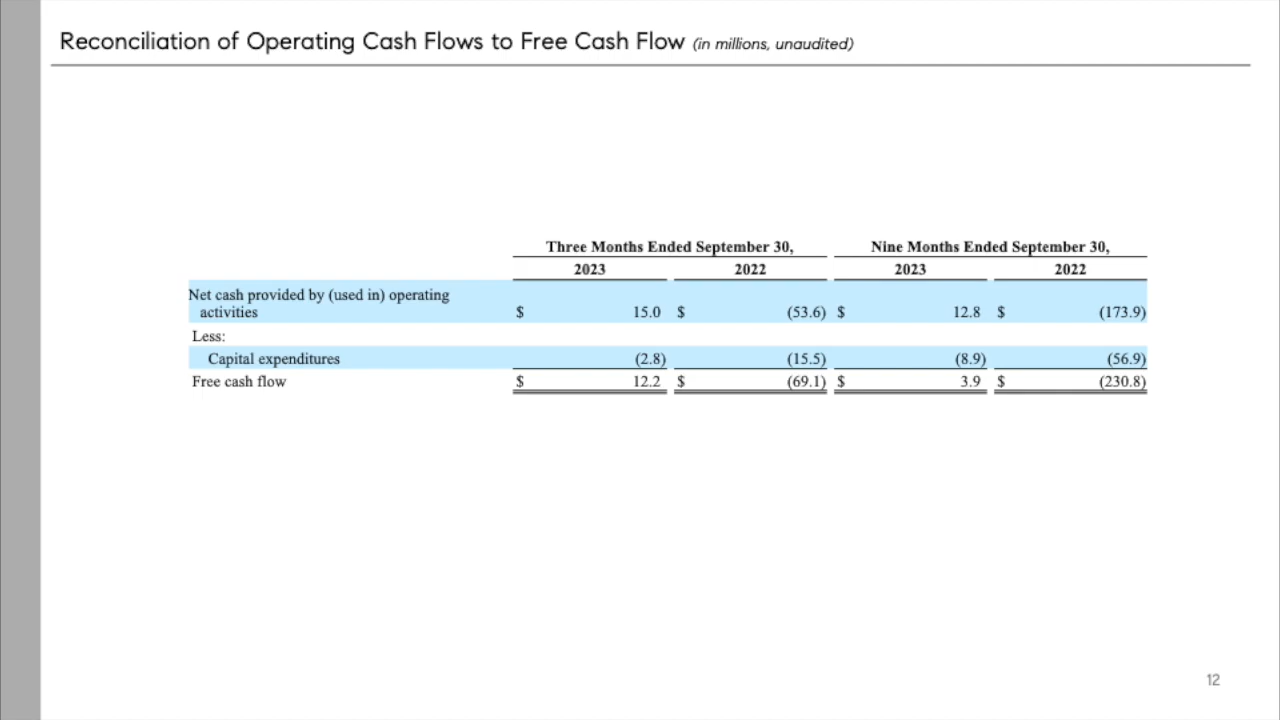 Reconciliation of Operating Cash Flows to Free Cash Flow (in millions, unaudited)
Three Months Ended September 30, Nine Months Ended September 30,
2023 2022 2023 2022
Net cash provided by (used in) operating
activities $ 15.0 $ (53.6) $ 12.8 $ (173.9)
Less:
Capital expenditures (2.8) (15.5) (8.9) (56.9)
Free cash flow $ 12.2 $ (69.1) $ 3.9 $ (230.8)
12